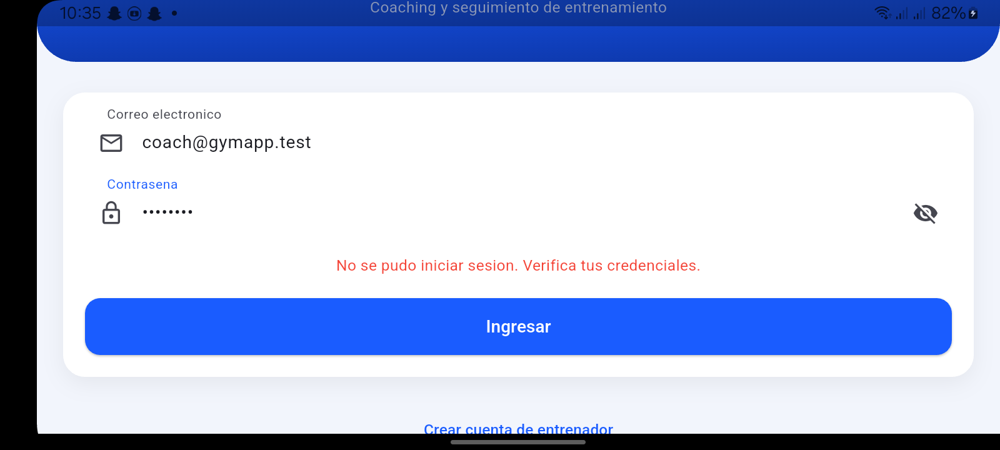 10:35
82%
Coaching y seguimiento de entrenamiento
Correo electronico
coach@gymapp.test
Contrasena
••••••••
No se pudo iniciar sesion. Verifica tus credenciales.
Ingresar
Crear cuenta de entrenador